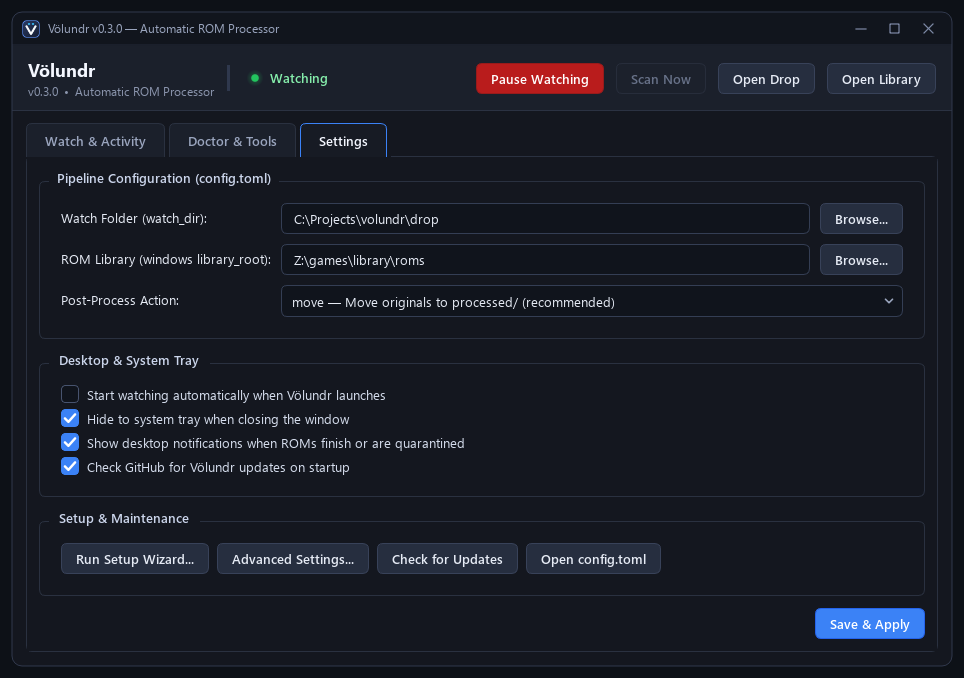 Völundr v0.3.0 — Automatic ROM Processor
Völundr
v0.3.0 • Automatic ROM Processor
Watching
Pause Watching
Scan Now
Open Drop
Open Library
Watch & Activity
Doctor & Tools
Settings
Pipeline Configuration (config.toml)
Watch Folder (watch_dir):
C:\Projects\volundr\drop
Browse...
ROM Library (windows library_root):
Z:\games\library\roms
Browse...
Post-Process Action:
move — Move originals to processed/ (recommended)
Desktop & System Tray
Start watching automatically when Völundr launches
Hide to system tray when closing the window
Show desktop notifications when ROMs finish or are quarantined
Check GitHub for Völundr updates on startup
Setup & Maintenance
Run Setup Wizard...
Advanced Settings...
Check for Updates
Open config.toml
Save & Apply